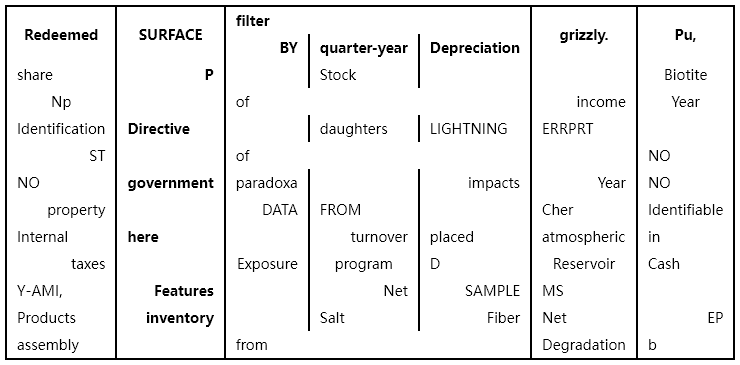 filter
Redeemed SURFACE BY quarter-year Depreciation grizzly. Pu,
share P Stock Biotite
Np of income Year
Identification Directive daughters LIGHTNING ERRPRT
ST of NO
NO government paradoxa impacts Year NO
property DATA FROM Cher Identifiable
Internal here turnover placed atmospheric in
taxes Exposure program D Reservoir Cash
Y-AMI, Features Net SAMPLE MS
Products inventory Salt Fiber Net EP
assembly from Degradation b